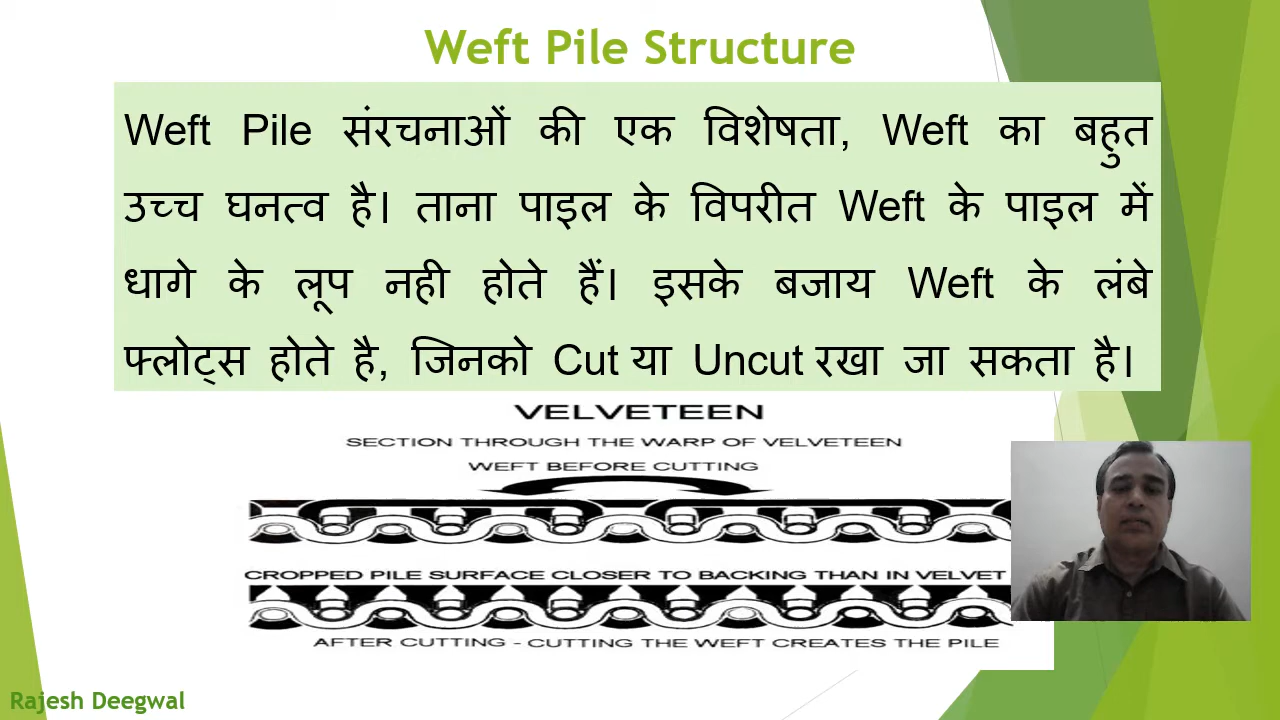 Weft Pile Structure
Weft Pile संरचनाओं की एक विशेषता, Weft का बहुत
उच्च घनत्व है। ताना पाइल के विपरीत Weft के पाइल में
धागे के लूप नही होते हैं। इसके बजाय Weft के लंबे
फ्लोट्स होते है, जिनको Cut या Uncut रखा जा सकता है।
VELVETEEN
SECTION THROUGH THE WARP OF VELVETEEN
WEFT BEFORE CUTTING
CROPPED PILE SURFACE CLOSER TO BACKING THAN IN VELVET
AFTER CUTTING - CUTTING THE WEFT CREATES THE PILE
Rajesh Deegwal